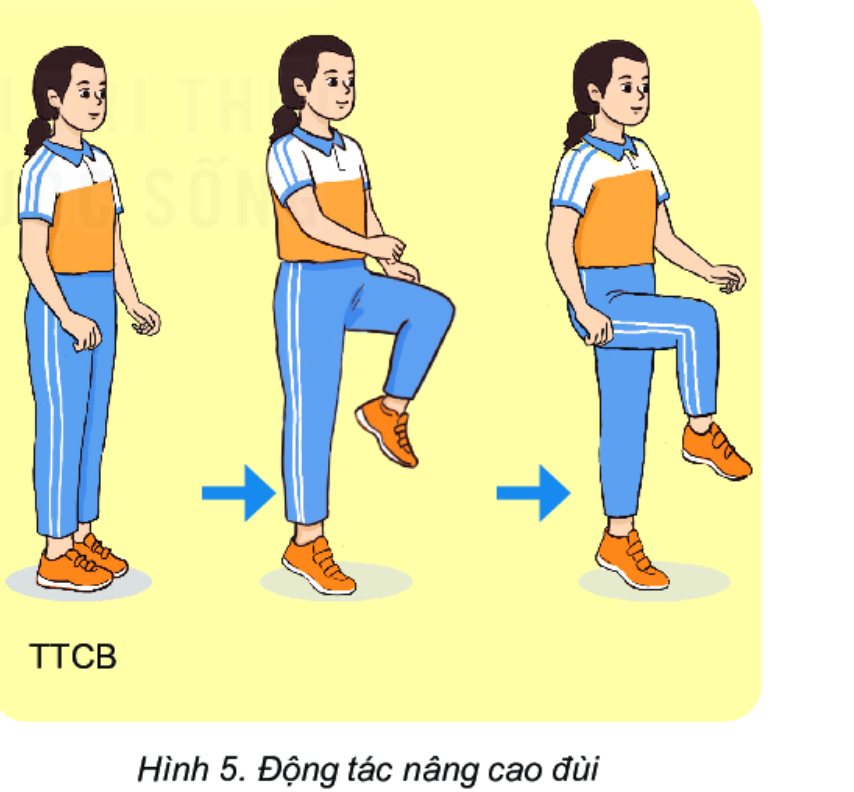 TTCB
Hình 5. Động tác nâng cao đùi